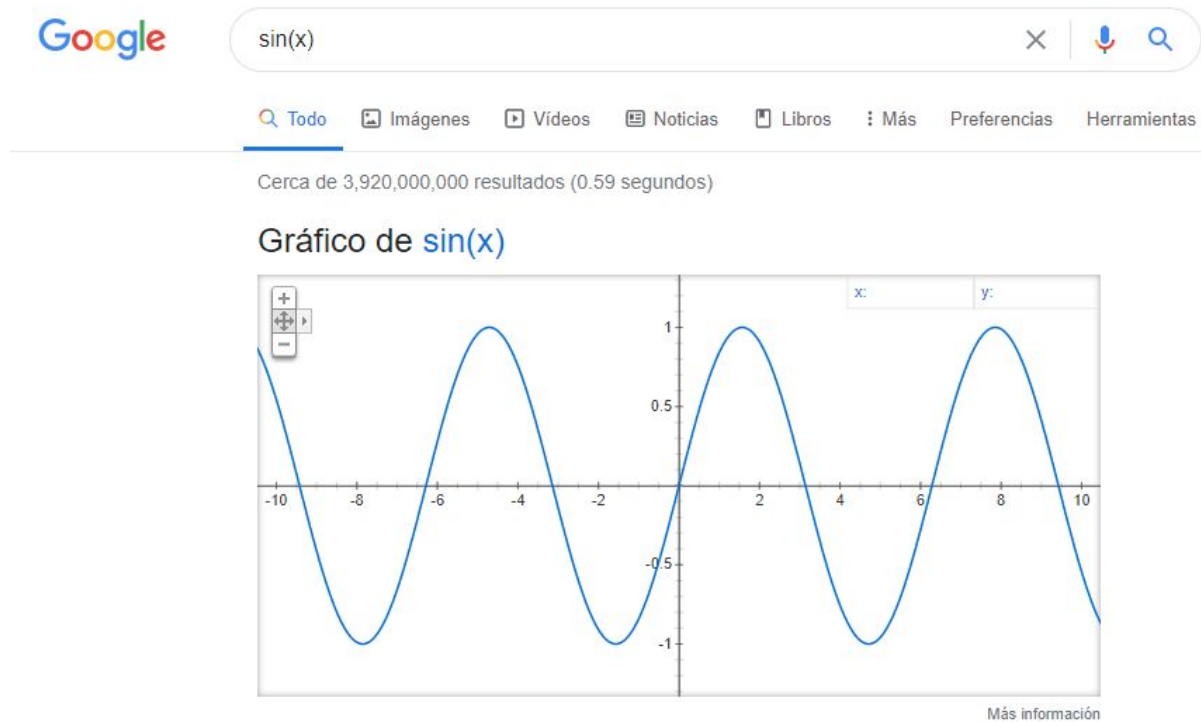 Google sin(x)
Todo Imágenes Vídeos Noticias Libros Más Preferencias Herramientas
Cerca de 3,920,000,000 resultados (0.59 segundos)
Gráfico de sin(x)
x: y:
1
0.5
-10 -8 -6 -4 -2 2 4 6 8 10
-0.5
-1
Más información